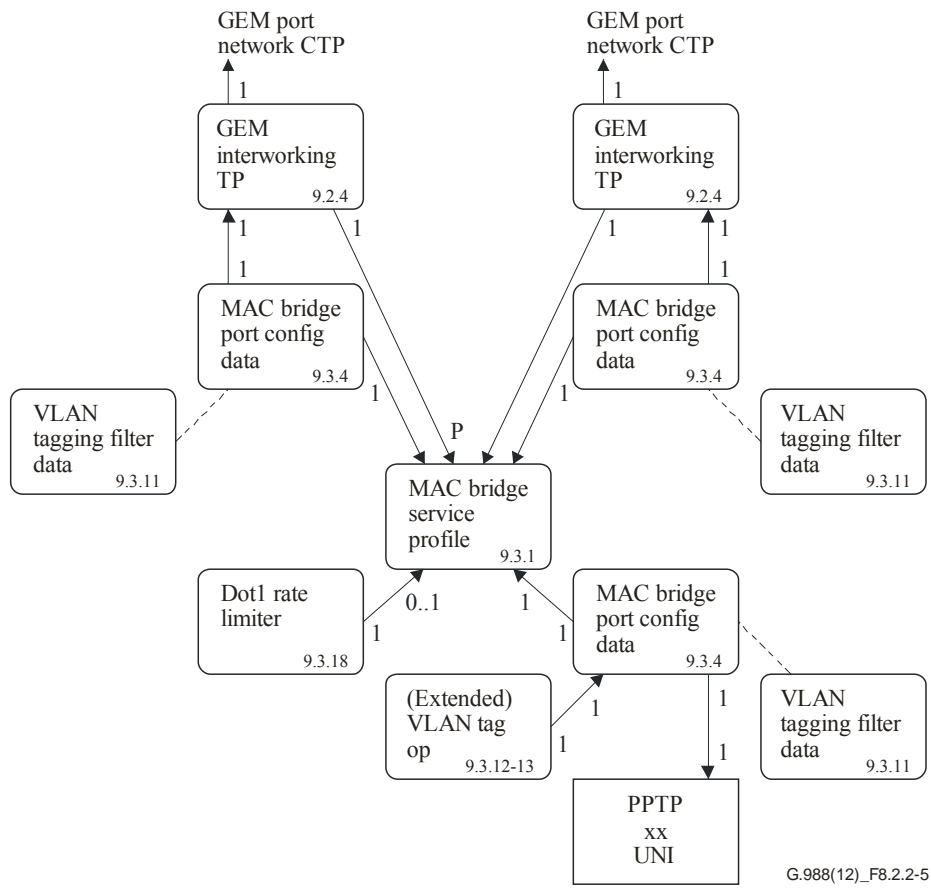 GEM port
network CTP
GEM port
network CTP
1
1
GEM
interworking
TP
9.2.4
GEM
interworking
TP
9.2.4
1
1
1
1
1
1
MAC bridge
port config
data
9.3.4
MAC bridge
port config
data
9.3.4
1
1
VLAN
tagging filter
data
9.3.11
P
VLAN
tagging filter
data
9.3.11
MAC bridge
service
profile
9.3.1
Dot1 rate
limiter
9.3.18
0..1
1
1
1
MAC bridge
port config
data
9.3.4
(Extended)
VLAN tag
op
9.3.12-13
1
1
1
1
VLAN
tagging filter
data
9.3.11
PPTP
xx
UNI
G.988(12)_F8.2.2-5